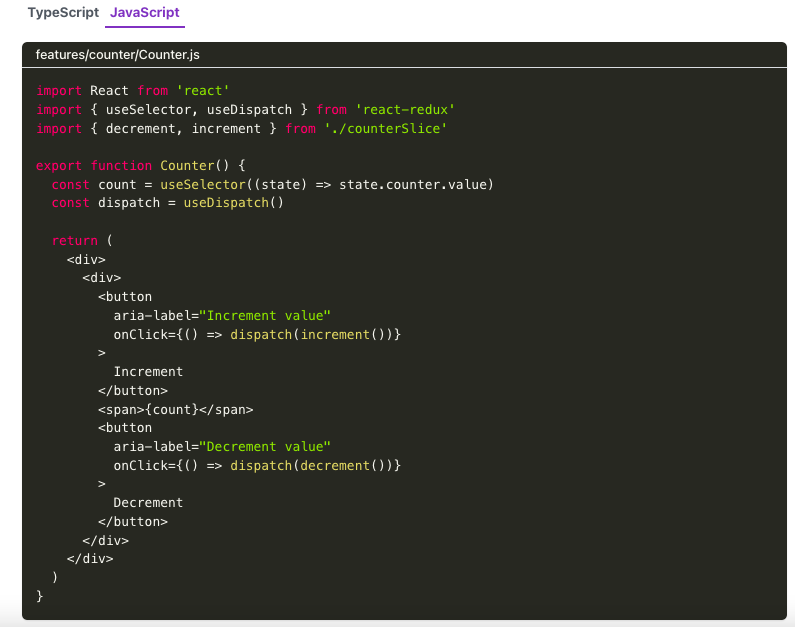 TypeScript JavaScript
features/counter/Counter.js
import React from 'react'
import { useSelector, useDispatch } from 'react-redux'
import { decrement, increment } from './counterSlice'

export function Counter() {
  const count = useSelector((state) => state.counter.value)
  const dispatch = useDispatch()

  return (
    <div>
      <div>
        <button
          aria-label="Increment value"
          onClick={() => dispatch(increment())}
        >
          Increment
        </button>
        <span>{count}</span>
        <button
          aria-label="Decrement value"
          onClick={() => dispatch(decrement())}
        >
          Decrement
        </button>
      </div>
    </div>
  )
}